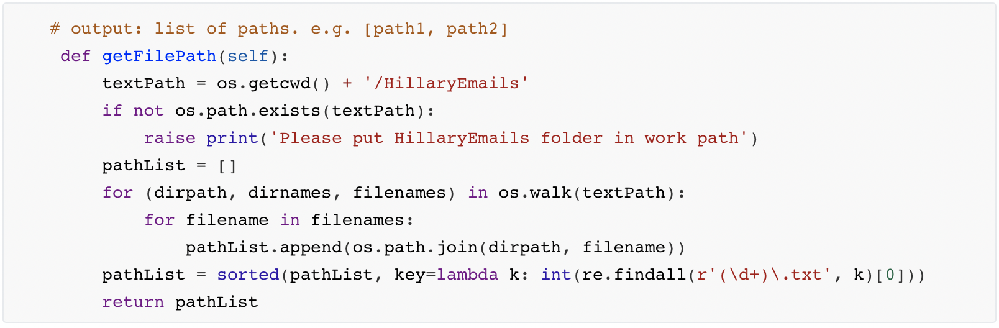 # output: list of paths. e.g. [path1, path2]
def getFilePath(self):
textPath = os.getcwd() + '/HillaryEmails'
if not os.path.exists(textPath):
raise print('Please put HillaryEmails folder in work path')
pathList = []
for (dirpath, dirnames, filenames) in os.walk(textPath):
for filename in filenames:
pathList.append(os.path.join(dirpath, filename))
pathList = sorted(pathList, key=lambda k: int(re.findall(r'(\d+)\.txt', k)[0]))
return pathList